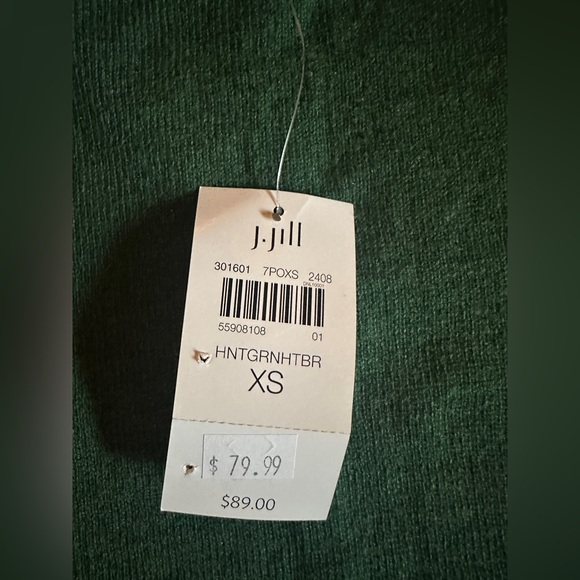 J.Jill
301601 7POXS 2408
55908108 01
HNTGRNHTBR
XS
$ 79.99
$89.00